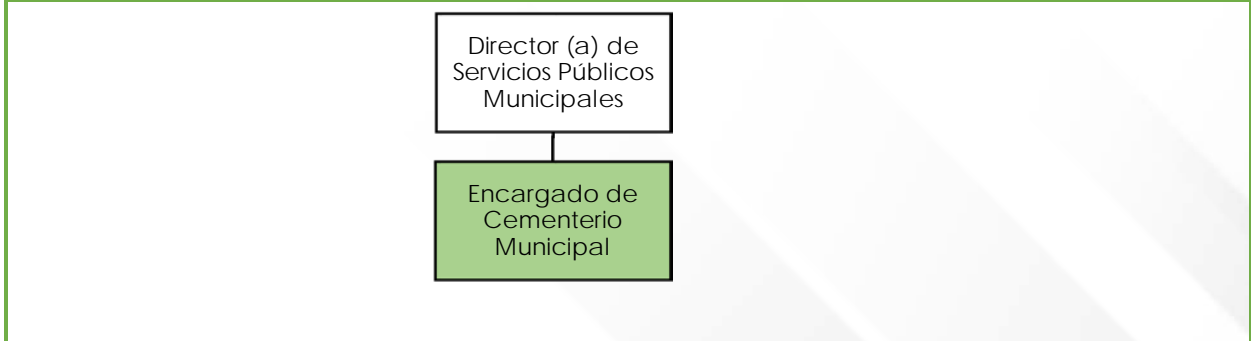 Director (a) de
Servicios Públicos
Municipales
Encargado de
Cementerio
Municipal